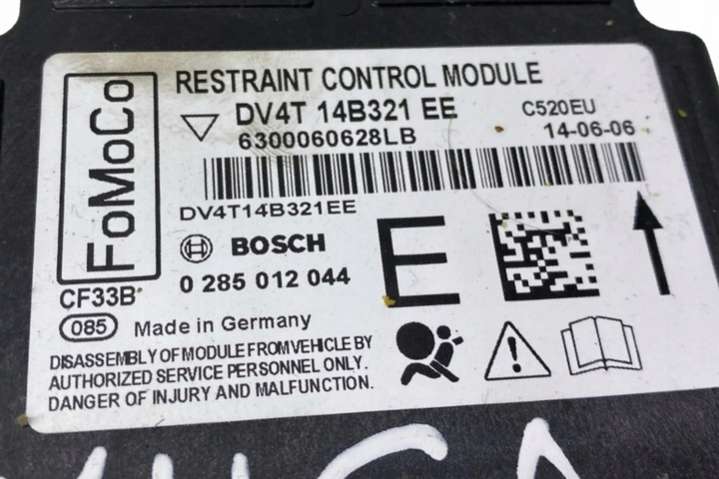 FoMoCo
RESTRAINT CONTROL MODULE
DV4T 14B321 EE C520EU
6300060628LB 14-06-06
DV4T14B321EE
BOSCH
E
0 285 012 044
CF33B
085 Made in Germany
DISASSEMBLY OF MODULE FROM VEHICLE BY
AUTHORIZED SERVICE PERSONNEL ONLY.
DANGER OF INJURY AND MALFUNCTION.